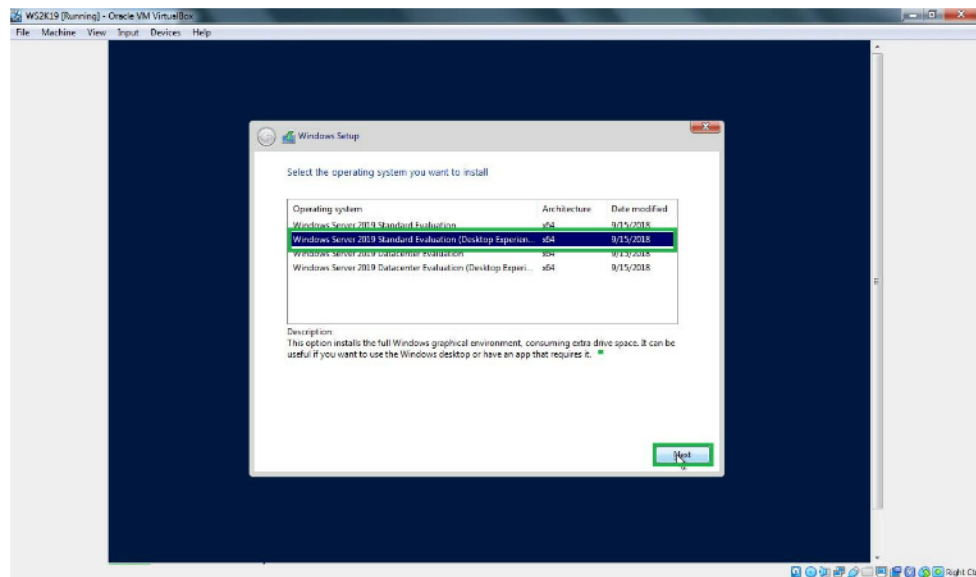 WS2K19 [Running] - Oracle VM VirtualBox
File Machine View Input Devices Help
Windows Setup
Select the operating system you want to install
Operating system Architecture Date modified
Windows Server 2019 Standard Evaluation x64 9/15/2018
Windows Server 2019 Standard Evaluation (Desktop Experien... x64 9/15/2018
Windows Server 2019 Datacenter Evaluation x64 9/15/2018
Windows Server 2019 Datacenter Evaluation (Desktop Experi... x64 9/15/2018
Description:
This option installs the full Windows graphical environment, consuming extra drive space. It can be
useful if you want to use the Windows desktop or have an app that requires it.
Next
Right Ct